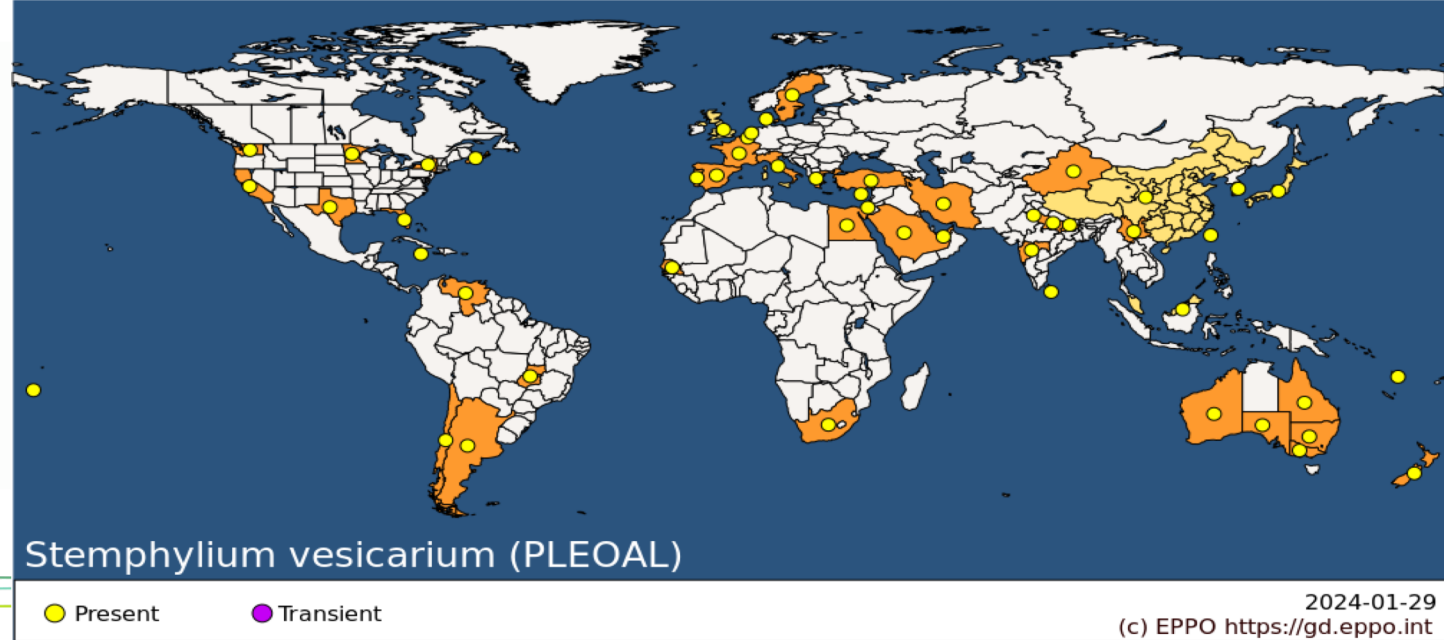 Stemphylium vesicarium (PLEOAL)
Present
Transient
2024-01-29
(c) EPPO https://gd.eppo.int